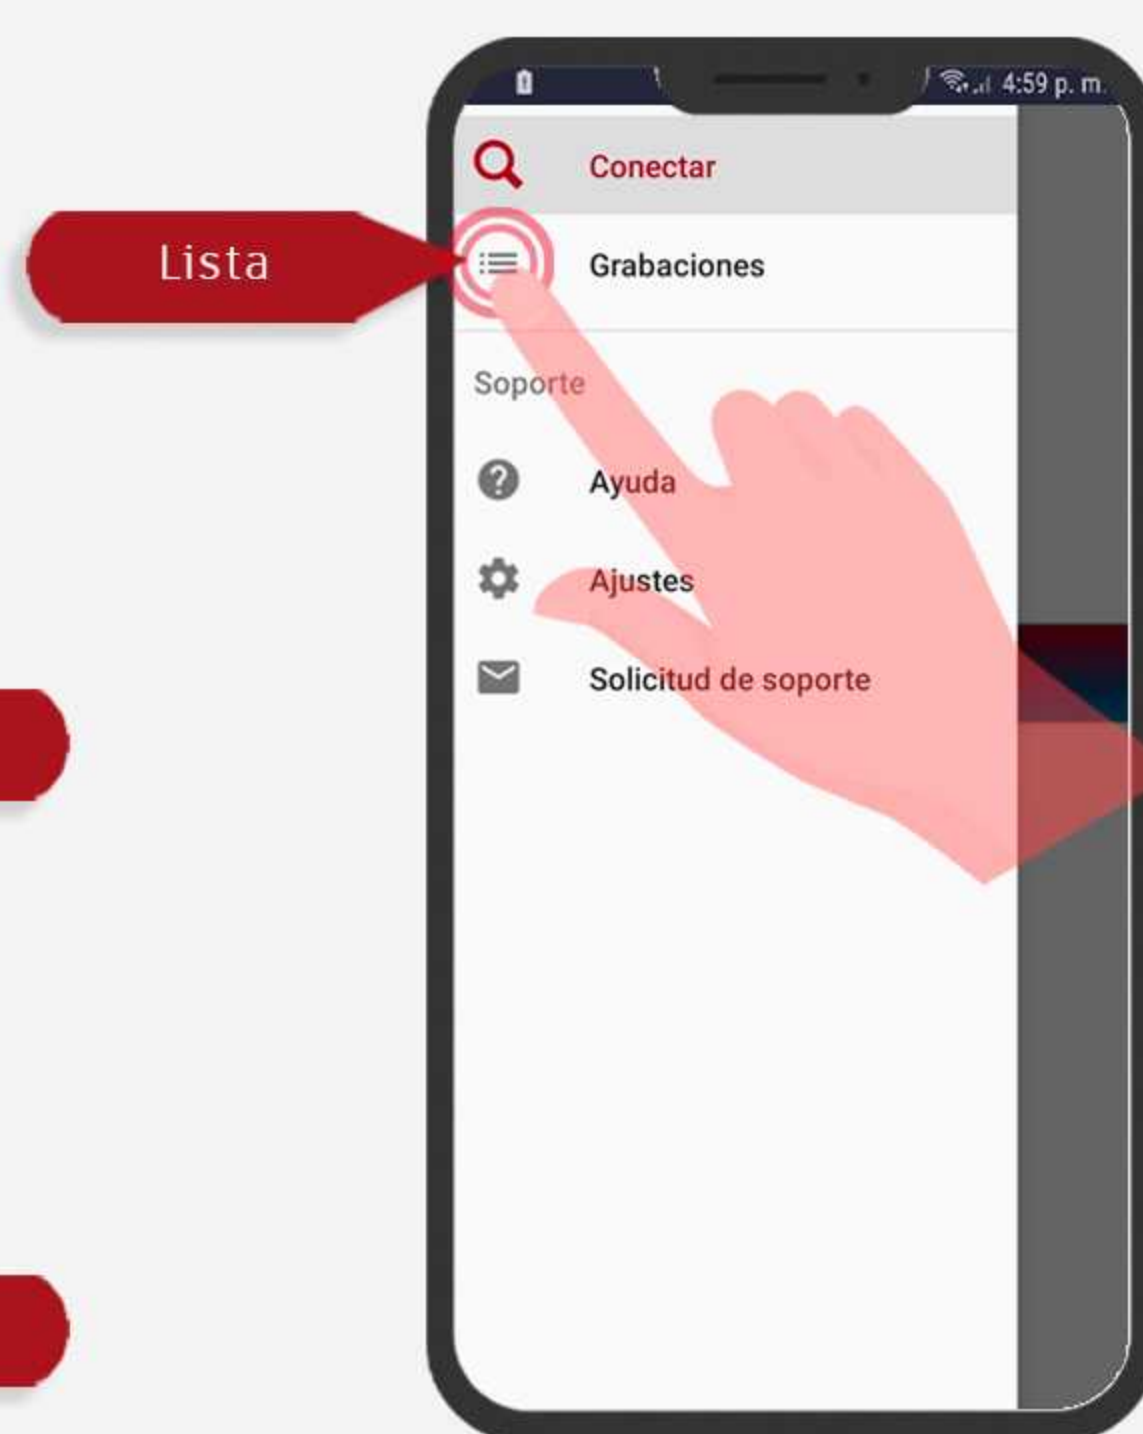 4:59 p. m.
Conectar
Lista
Grabaciones
Soporte
Ayuda
Ajustes
Solicitud de soporte